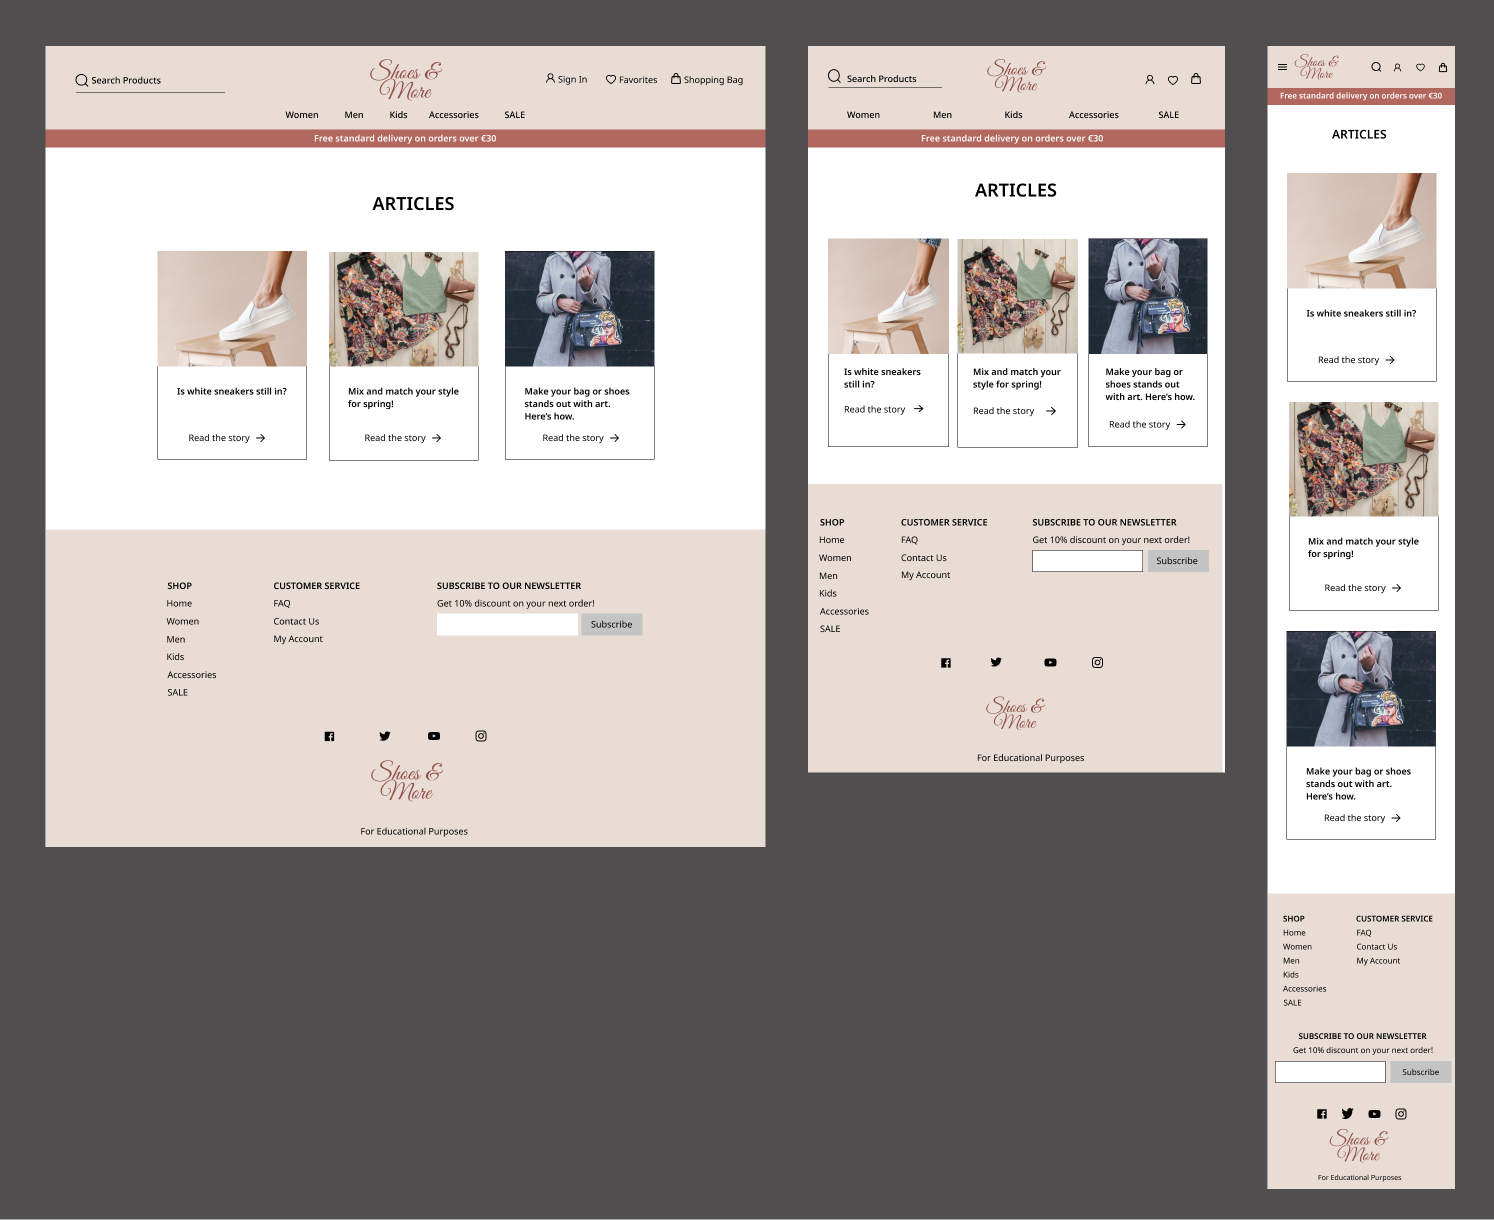 Search Products
Shoes &
More
Sign In
Favorites
Shopping Bag
Women Men Kids Accessories SALE
Free standard delivery on orders over €30
ARTICLES
Is white sneakers still in?
Read the story
Mix and match your style
for spring!
Read the story
Make your bag or shoes
stands out with art.
Here's how.
Read the story
SHOP
Home
Women
Men
Kids
Accessories
SALE
CUSTOMER SERVICE
FAQ
Contact Us
My Account
SUBSCRIBE TO OUR NEWSLETTER
Get 10% discount on your next order!
Subscribe
Shoes &
More
For Educational Purposes
Search Products
Shoes &
More
Women Men Kids Accessories SALE
Free standard delivery on orders over €30
ARTICLES
Is white sneakers
still in?
Read the story
Mix and match your
style for spring!
Read the story
Make your bag or
shoes stands out
with art. Here's how.
Read the story
SHOP
Home
Women
Men
Kids
Accessories
SALE
CUSTOMER SERVICE
FAQ
Contact Us
My Account
SUBSCRIBE TO OUR NEWSLETTER
Get 10% discount on your next order!
Subscribe
Shoes &
More
For Educational Purposes
Shoes &
More
Free standard delivery on orders over €30
ARTICLES
Is white sneakers still in?
Read the story
Mix and match your style
for spring!
Read the story
Make your bag or shoes
stands out with art.
Here's how.
Read the story
SHOP
Home
Women
Men
Kids
Accessories
SALE
CUSTOMER SERVICE
FAQ
Contact Us
My Account
SUBSCRIBE TO OUR NEWSLETTER
Get 10% discount on your next order!
Subscribe
Shoes &
More
For Educational Purposes